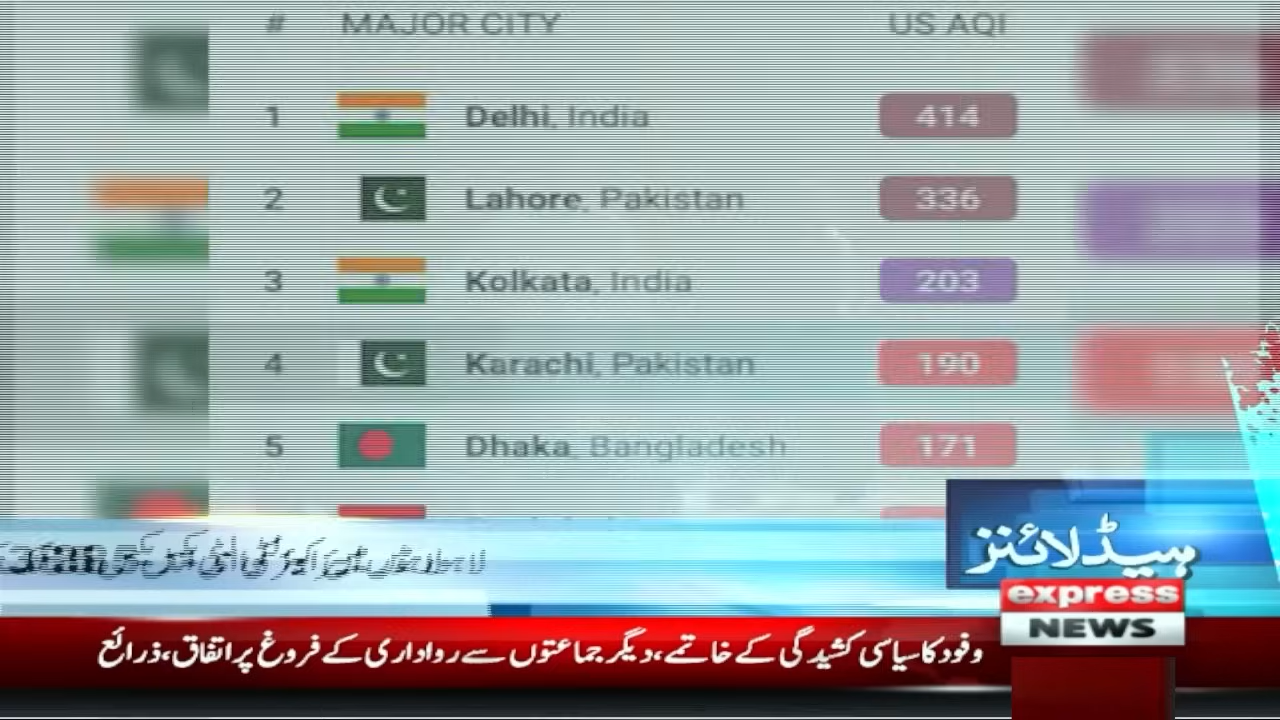 # MAJOR CITY US AQI
1 Delhi, India 414
2 Lahore, Pakistan 336
3 Kolkata, India 203
4 Karachi, Pakistan 190
5 Dhaka, Bangladesh 171
ہیڈلائنز
express
NEWS
وفود کا سیاسی کشیدگی کے خاتمے، دیگر جماعتوں سے رواداری کے فروغ پر اتفاق، ذرائع